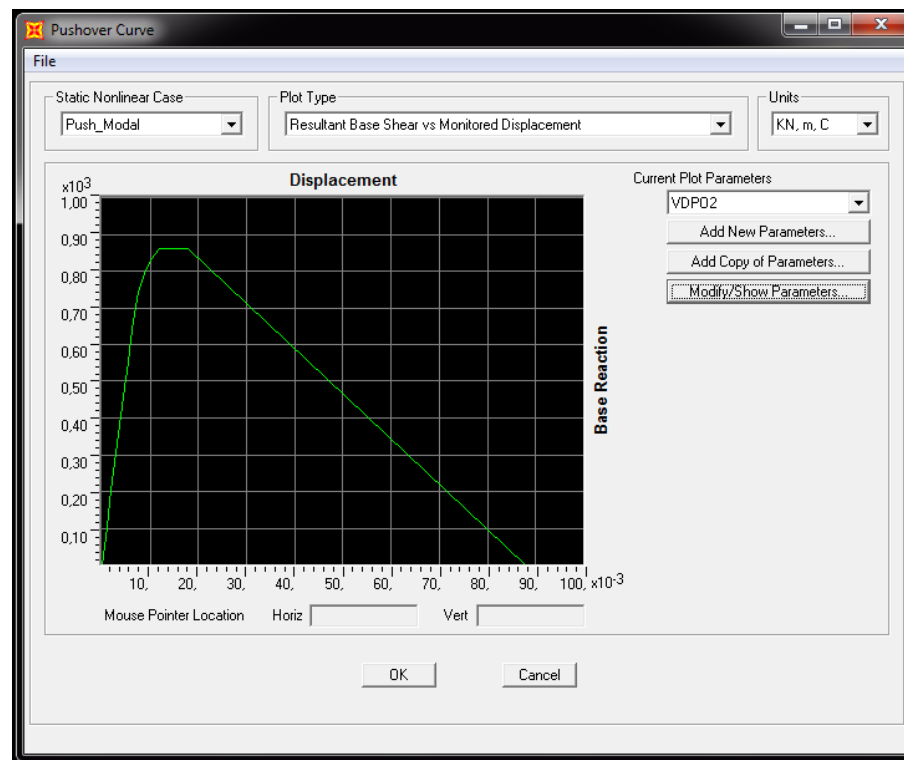 Pushover Curve
File
Static Nonlinear Case
Plot Type
Units
Push_Modal
Resultant Base Shear vs Monitored Displacement
KN, m, C
x10 3
Displacement
Current Plot Parameters
VDPO2
Add New Parameters...
Add Copy of Parameters...
Modify/Show Parameters...
1,00
0,90
0,80
0,70
0,60
0,50
0,40
0,30
0,20
0,10
Base Reaction
10, 20, 30, 40, 50, 60, 70, 80, 90, 100, x10 -3
Mouse Pointer Location Horiz Vert
OK Cancel